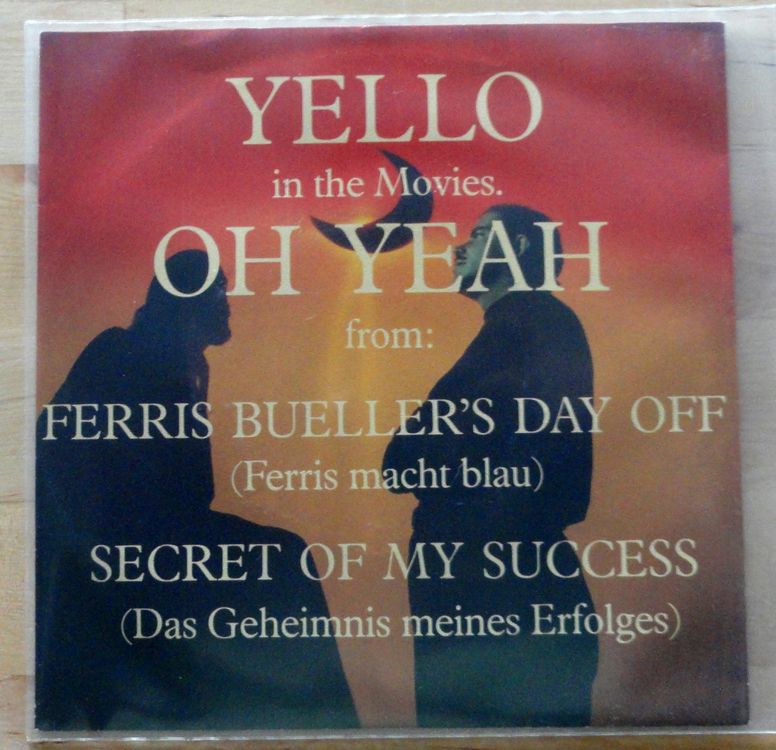 YELLO
in the Movies.
OH YEAH
from:
FERRIS BUELLER'S DAY OFF
(Ferris macht blau)
SECRET OF MY SUCCESS
(Das Geheimnis meines Erfolges)